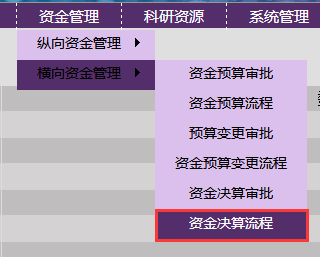 资金管理 科研资源 系统管理
纵向资金管理
横向资金管理
资金预算审批
资金预算流程
预算变更审批
资金预算变更流程
资金决算审批
资金决算流程